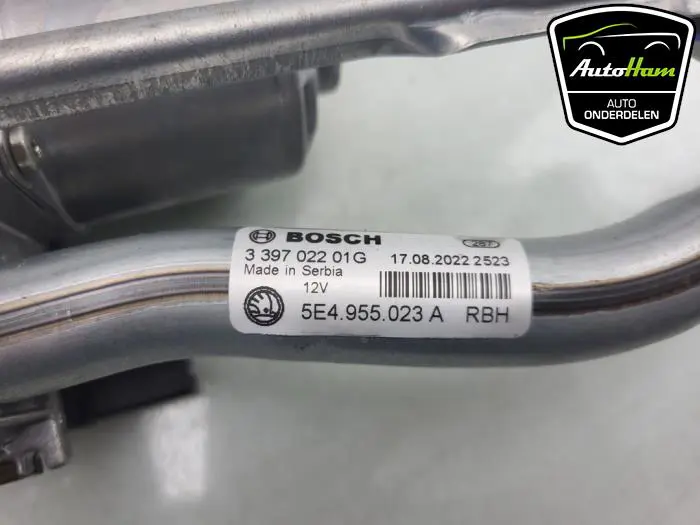 AutoHam
AUTO
ONDERDELEN
BOSCH
257
3 397 022 01G
17.08.2022 2523
Made in Serbia
12V
5E4.955.023 A RBH